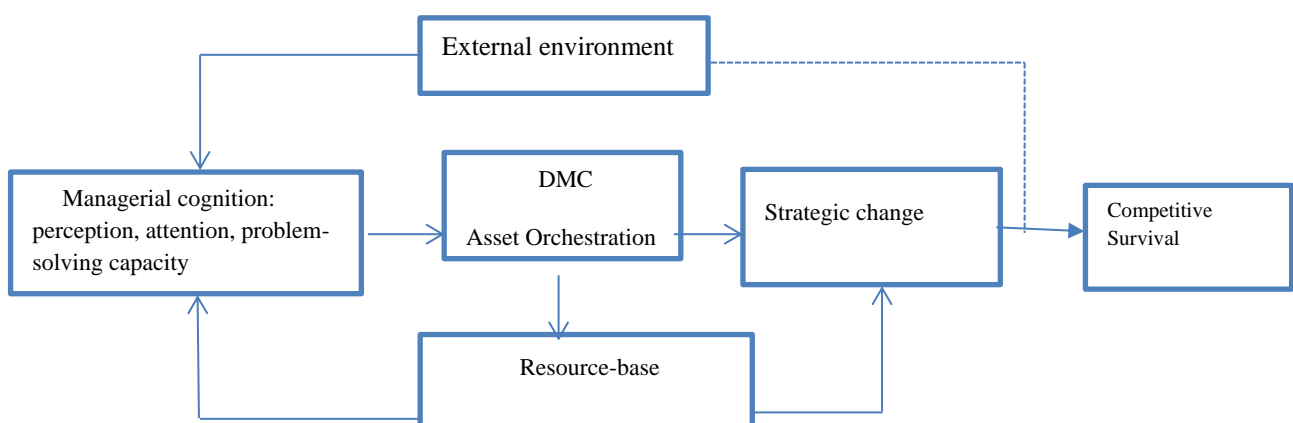 External environment
Managerial cognition:
perception, attention, problem-
solving capacity
DMC
Asset Orchestration
Strategic change
Competitive
Survival
Resource-base